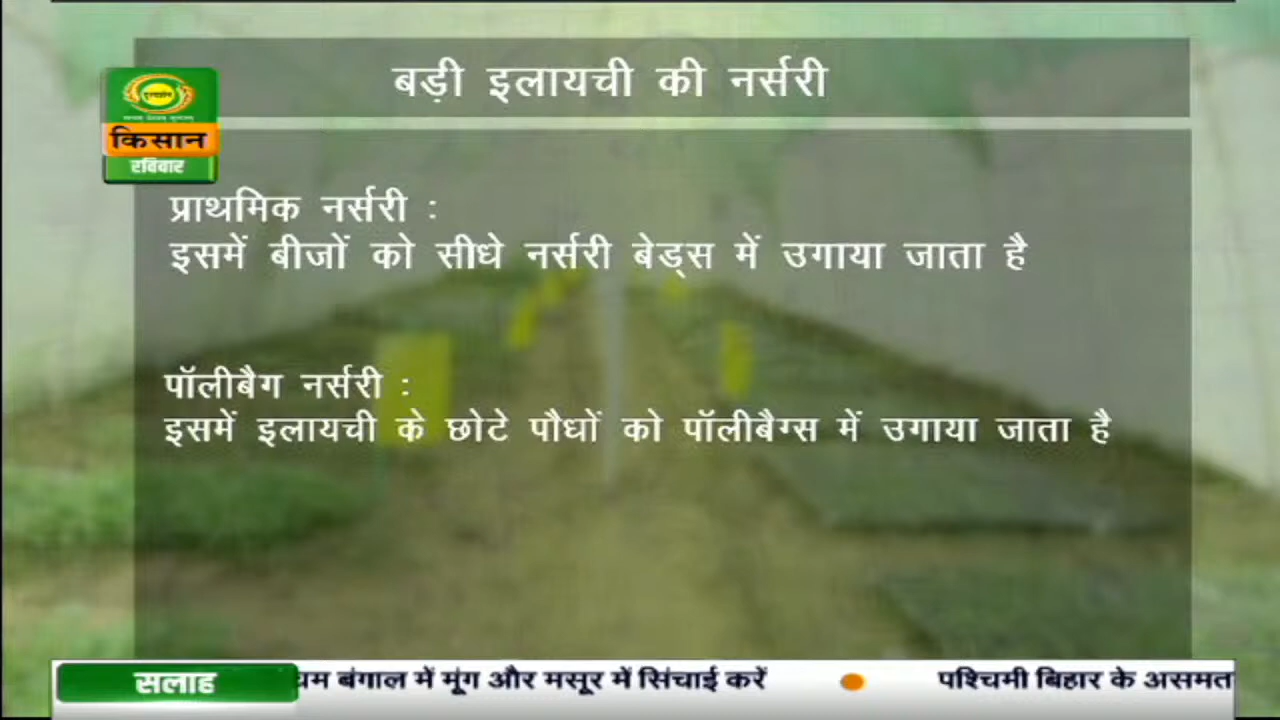 बड़ी इलायची की नर्सरी
किसान
रविवार
प्राथमिक नर्सरी :
इसमें बीजों को सीधे नर्सरी बेड्स में उगाया जाता है
पॉलीबैग नर्सरी :
इसमें इलायची के छोटे पौधों को पॉलीबैग्स में उगाया जाता है
सलाह
बंगाल में मूंग और मसूर में सिंचाई करें
पश्चिमी बिहार के असमत